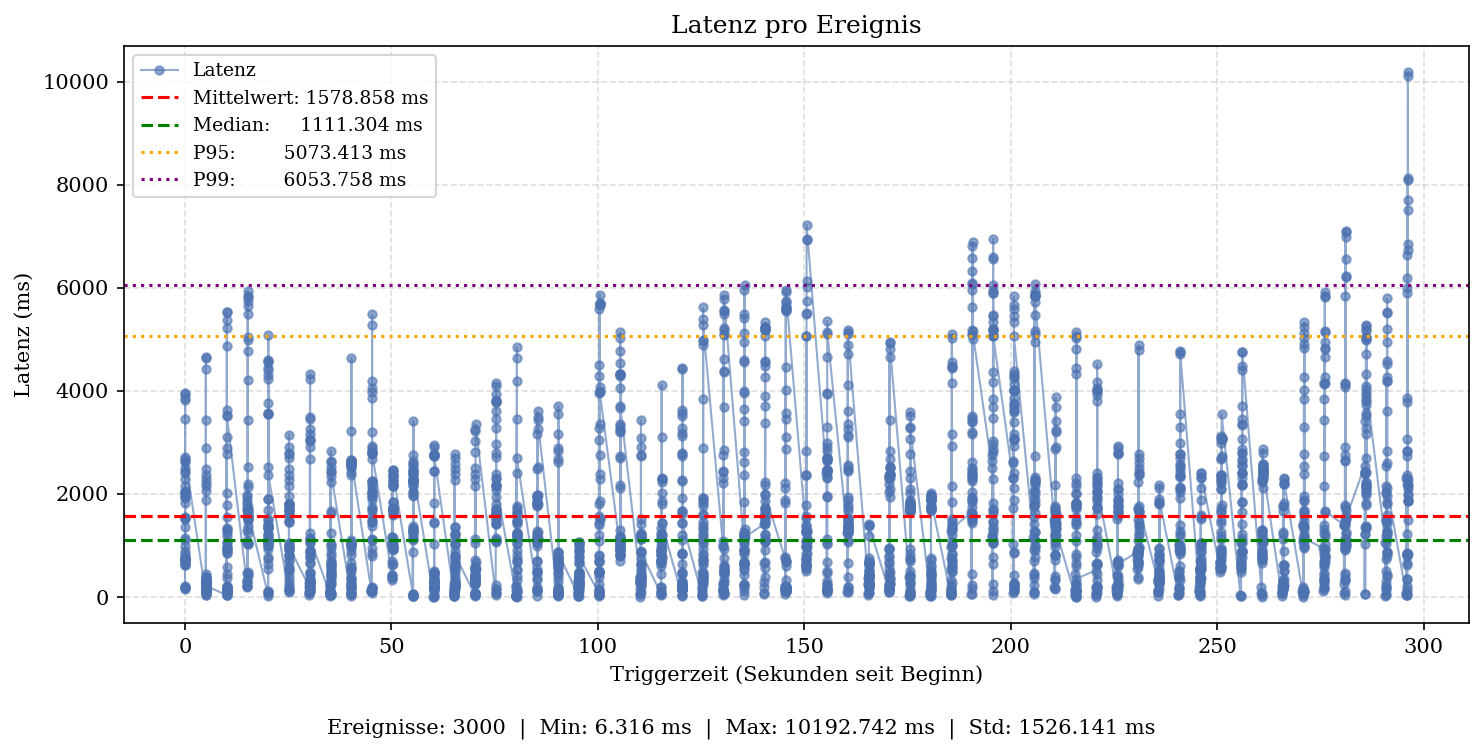 Latenz pro Ereignis
Latenz
Mittelwert: 1578.858 ms
Median: 1111.304 ms
P95: 5073.413 ms
P99: 6053.758 ms
Latenz (ms)
10000
8000
6000
4000
2000
0
0 50 100 150 200 250 300
Triggerzeit (Sekunden seit Beginn)
Ereignisse: 3000 | Min: 6.316 ms | Max: 10192.742 ms | Std: 1526.141 ms